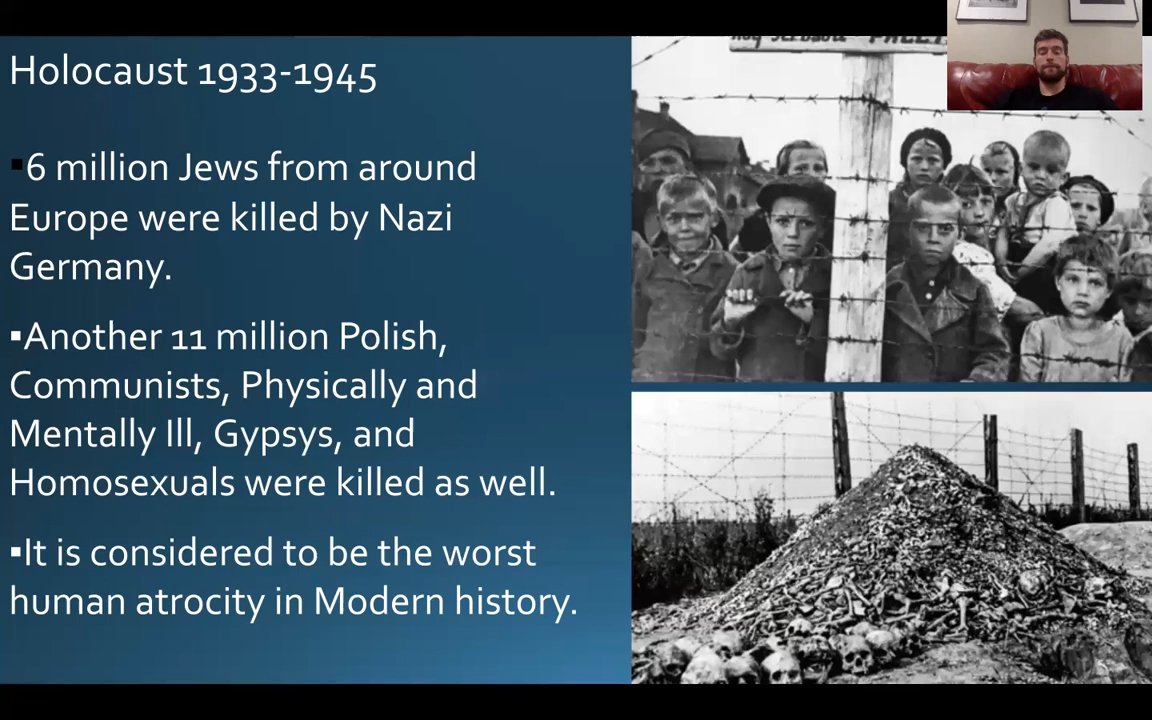 Holocaust 1933-1945
▪6 million Jews from around
Europe were killed by Nazi
Germany.
▪Another 11 million Polish,
Communists, Physically and
Mentally Ill, Gypsys, and
Homosexuals were killed as well.
▪It is considered to be the worst
human atrocity in Modern history.